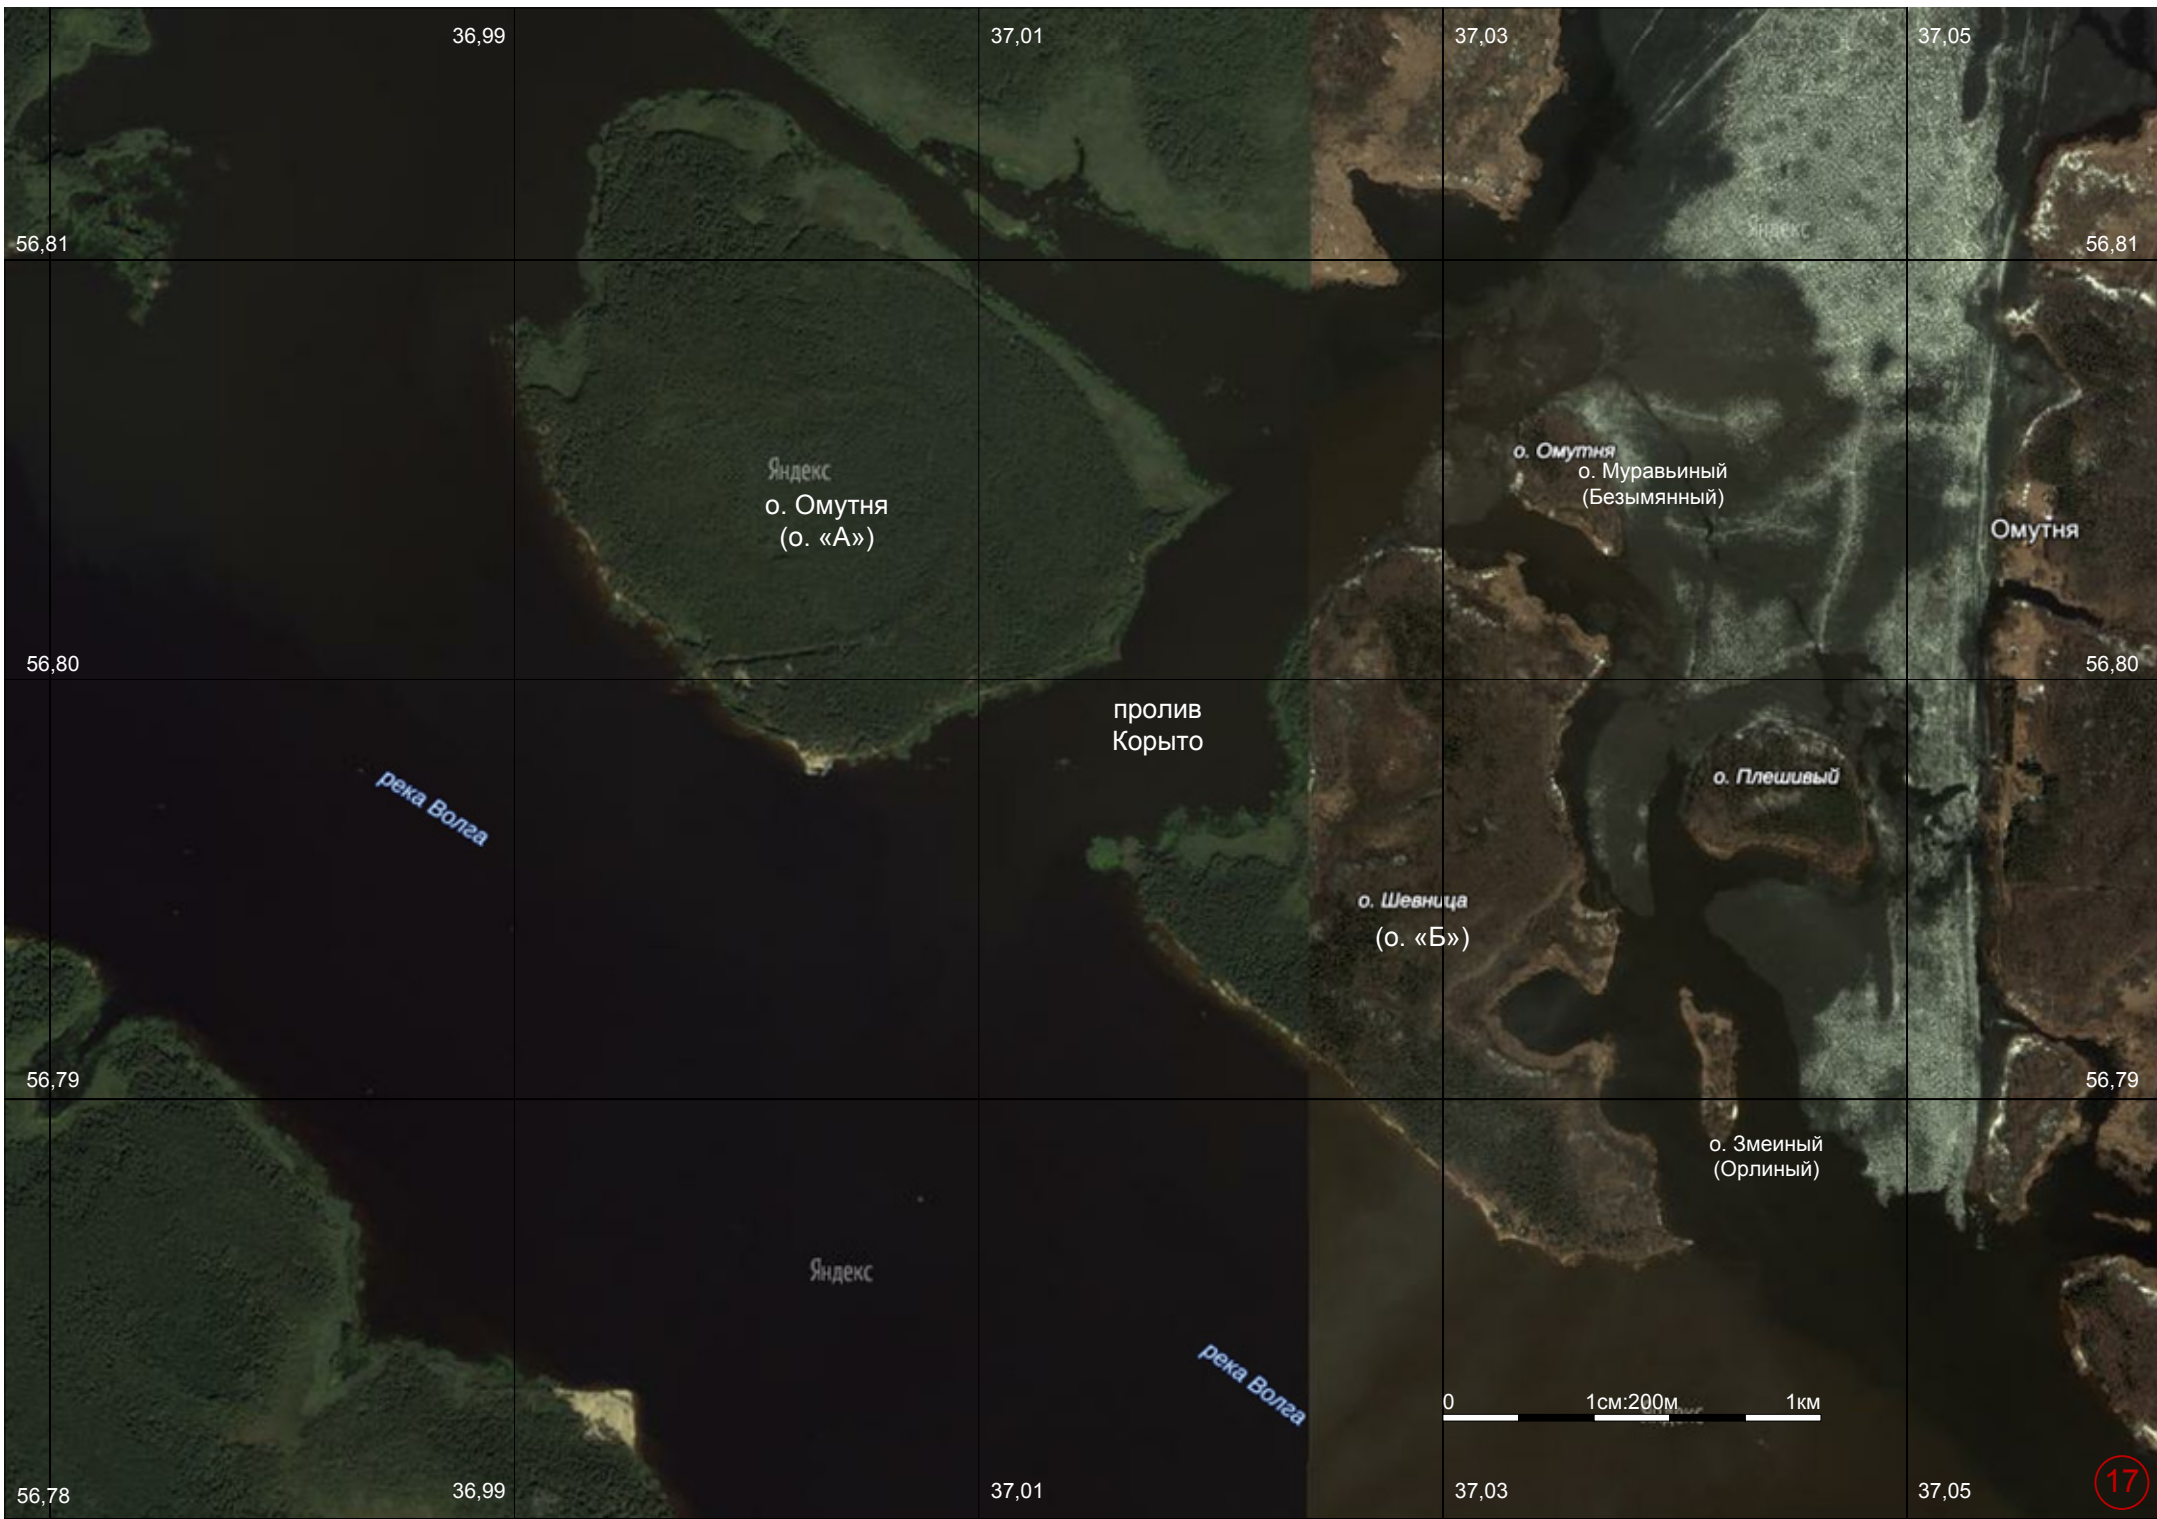 36,99
37,01
37,03
37,05
56,81
Яндекс
56,81
о. Омутня
Яндекс
о. Муравьиный
(Безымянный)
о. Омутня
(о. «А»)
Омутня
56,80
56,80
пролив
Корыто
река Волга
о. Плешивый
о. Шевница
(о. «Б»)
56,79
56,79
о. Змеиный
(Орлиный)
Яндекс
река Волга
0
1см:200м
1км
Яндекс
56,78
36,99
37,01
37,03
37,05
17